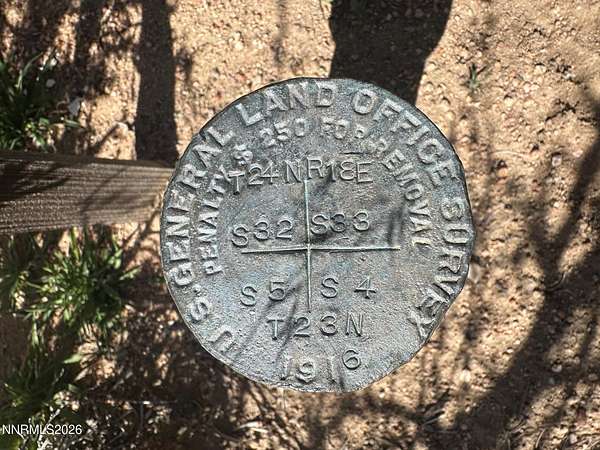 U.S. GENERAL LAND OFFICE SURVEY
PENALTY $250 FOR REMOVAL
T24N R18E
S32 S33
S5 S4
T23N
1916
NNRMLS2026